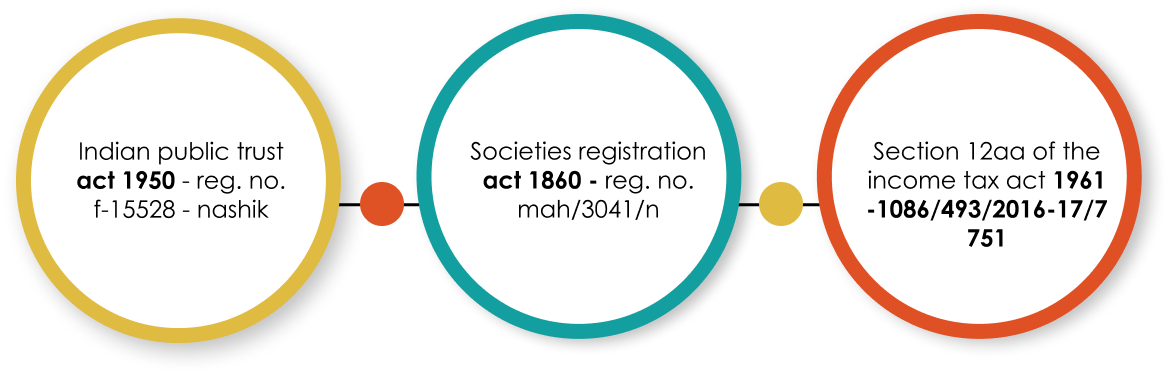 Indian public trust
act 1950 - reg. no.
f-15528 - nashik
Societies registration
act 1860 - reg. no.
mah/3041/n
Section 12aa of the
income tax act 1961
-1086/493/2016-17/7
751